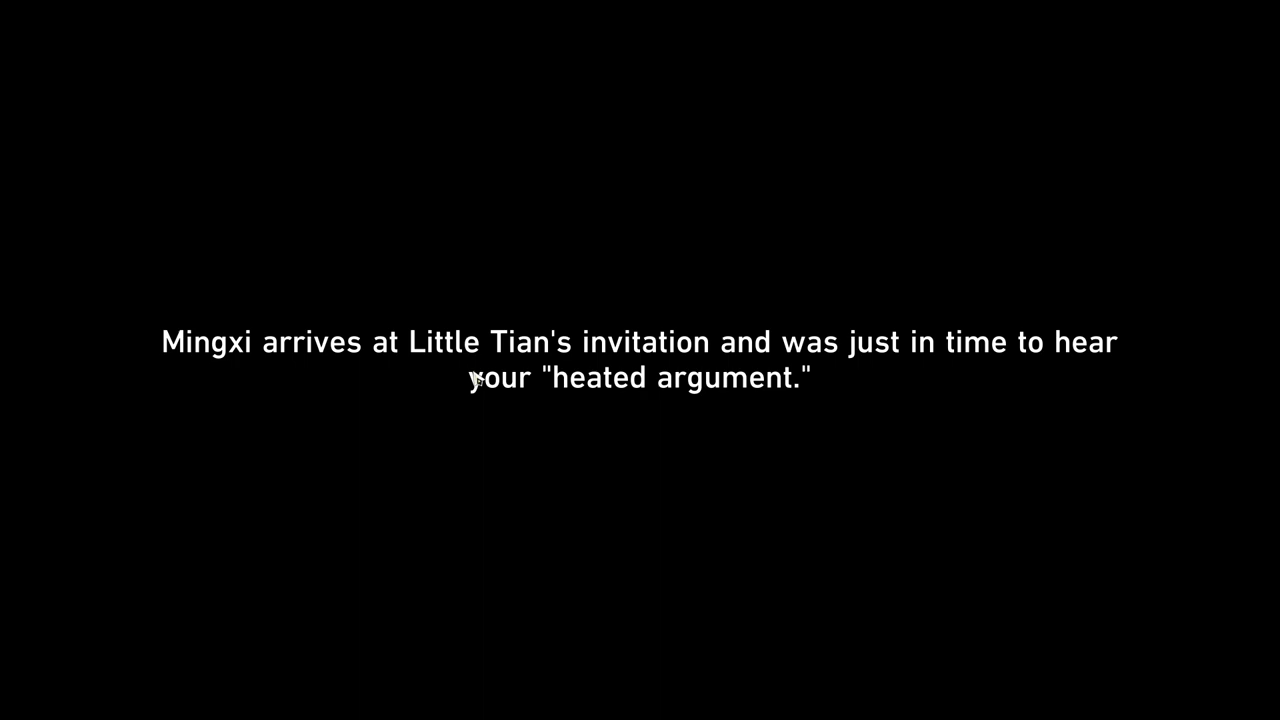 Mingxi arrives at Little Tian's invitation and was just in time to hear
your "heated argument."